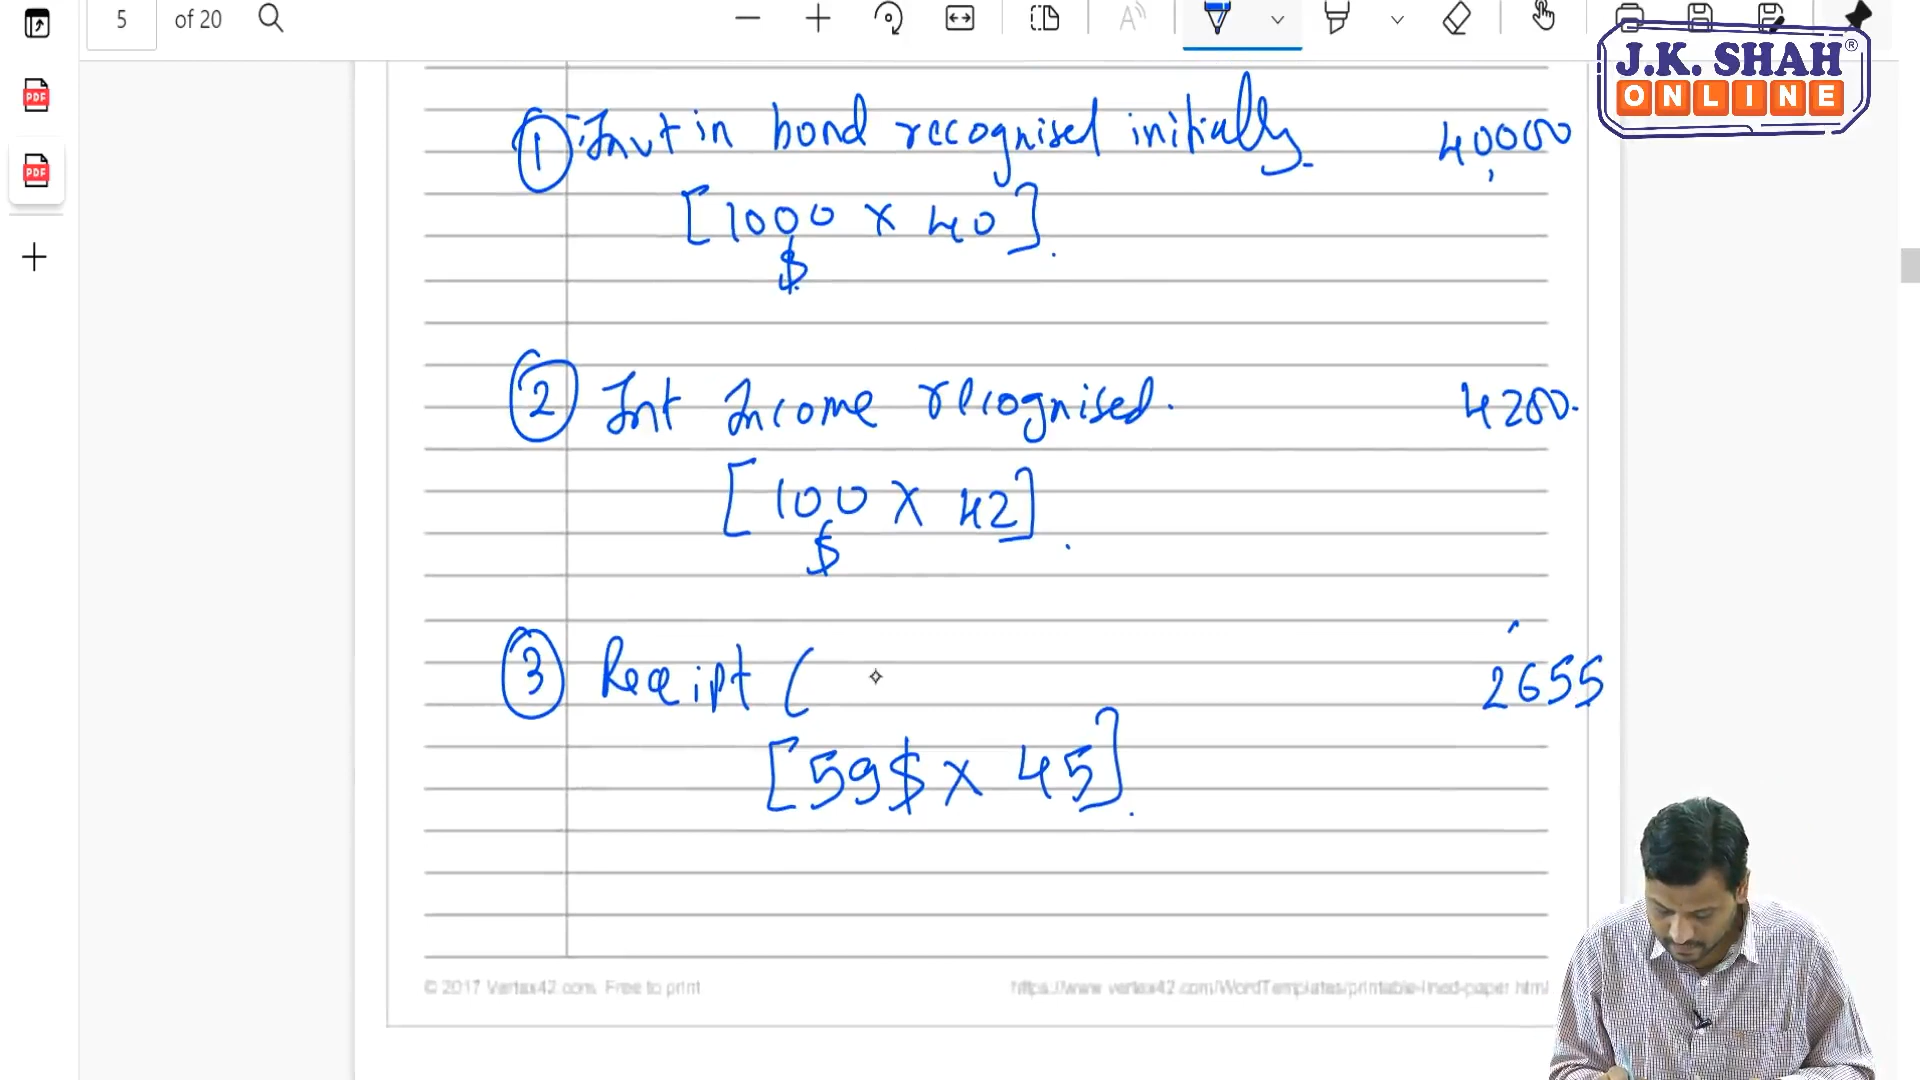 5 of 20
J.K. SHAH®
ONLINE
PDF
PDF
① Invt in bond recognised initially. 40000
[1000 × 40].
$
② Int Income recognised. 4200.
[100 × 42].
$
③ Receipt ( 2655
[59$ × 45].
© 2017 Vertex42.com. Free to print https://www.vertex42.com/WordTemplates/printable-lined-paper.html